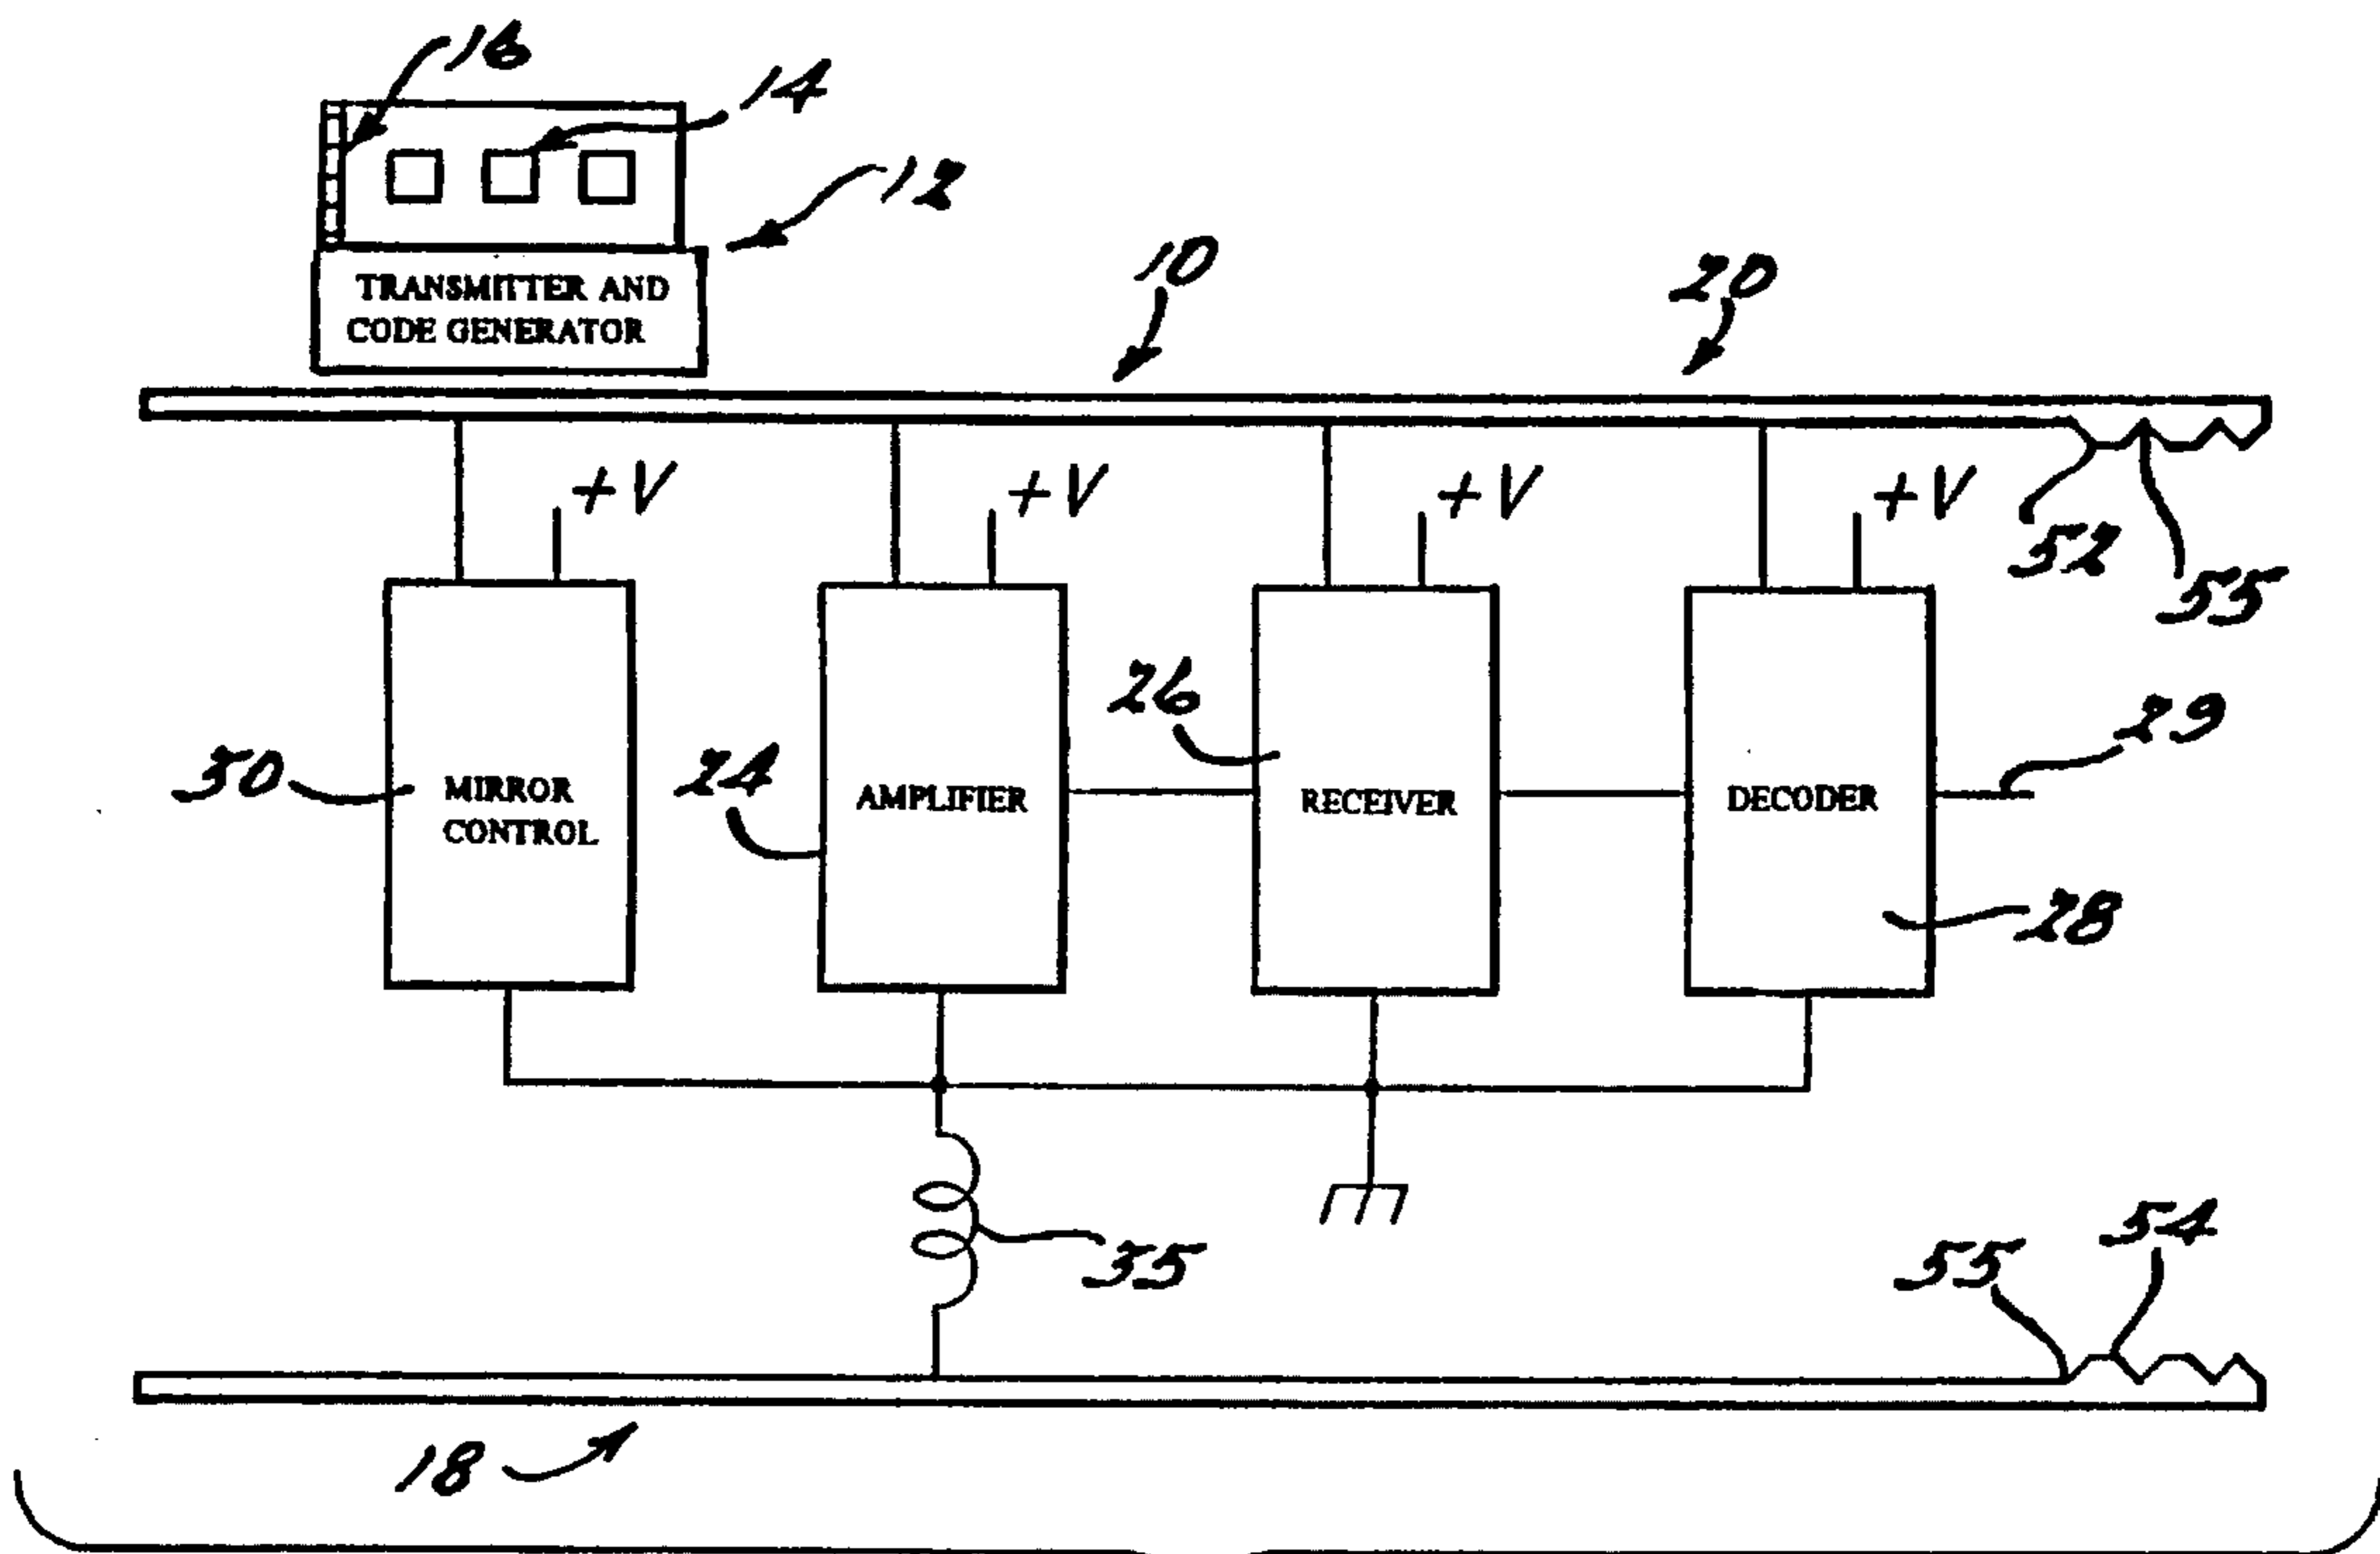 16
14
12
TRANSMITTER AND
CODE GENERATOR
10
20
+V
+V
+V
+V
52
55
26
29
30
MIRROR
CONTROL
24
AMPLIFIER
RECEIVER
DECODER
28
35
55
54
18